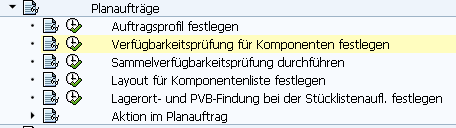 Planaufträge
Auftragsprofil festlegen
Verfügbarkeitsprüfung für Komponenten festlegen
Sammelverfügbarkeitsprüfung durchführen
Layout für Komponentenliste festlegen
Lagerort- und PVB-Findung bei der Stücklistenaufl. festlegen
Aktion im Planauftrag